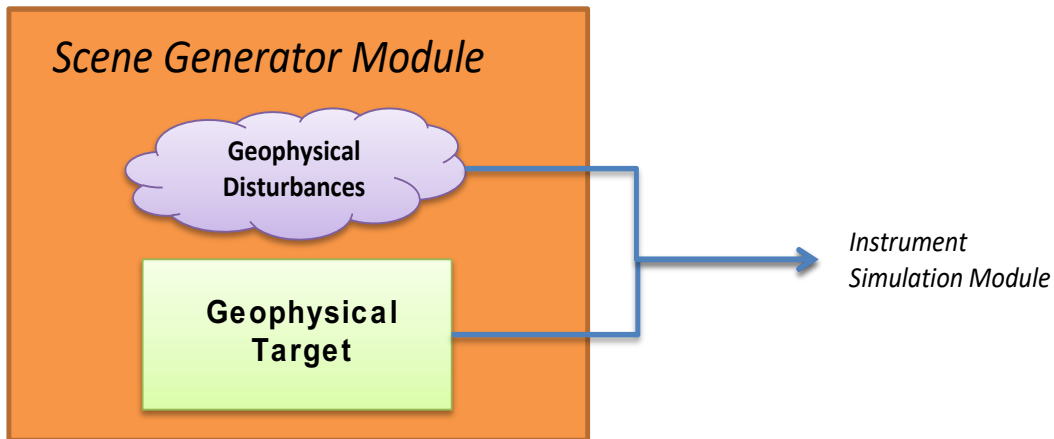 Scene Generator Module
Geophysical
Disturbances
Geophysical
Target
Instrument
Simulation Module